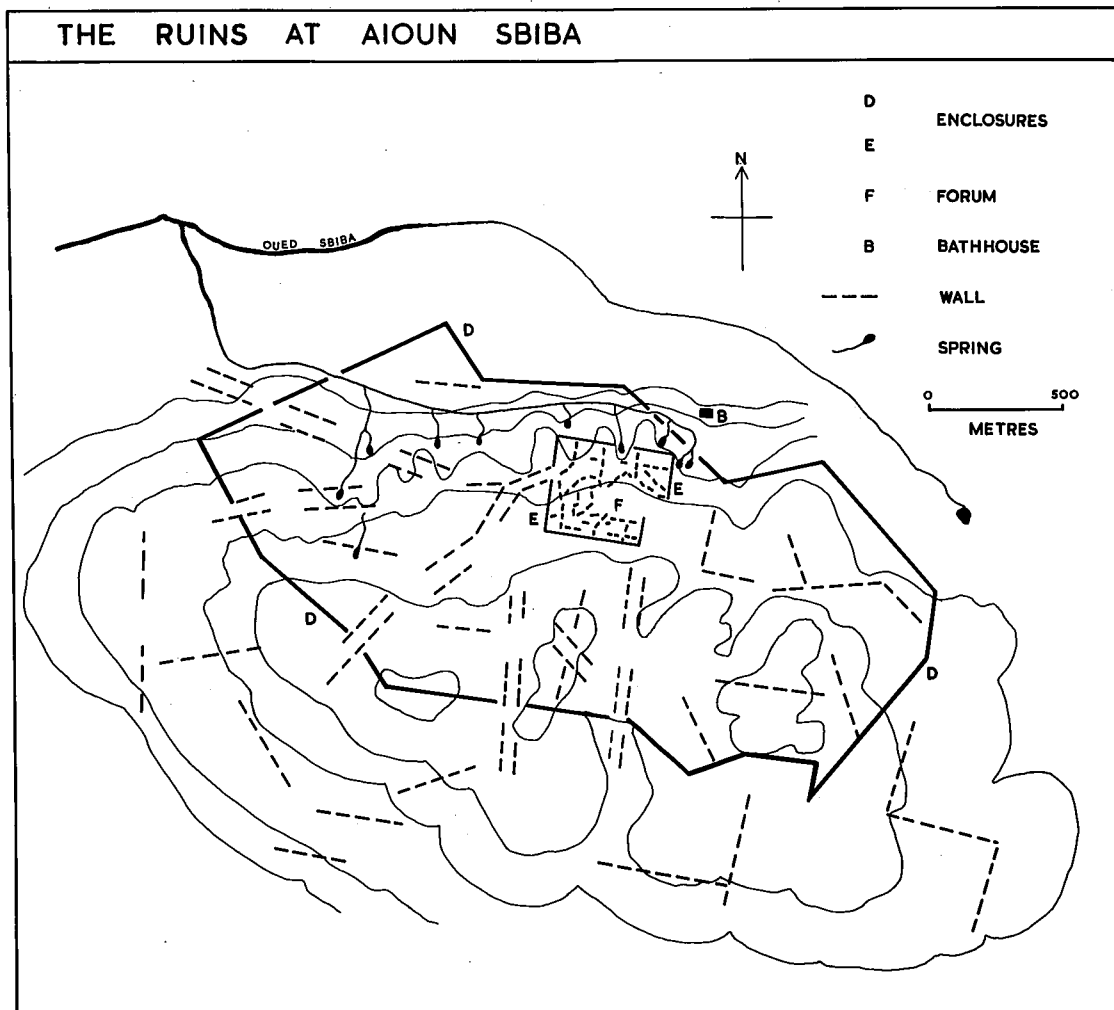 THE RUINS AT AIOUN SBIBA
D
ENCLOSURES
E
N
F FORUM
B BATHHOUSE
WALL
SPRING
0 500
METRES
OUED SBIBA
D
B
E
F
E
D
D